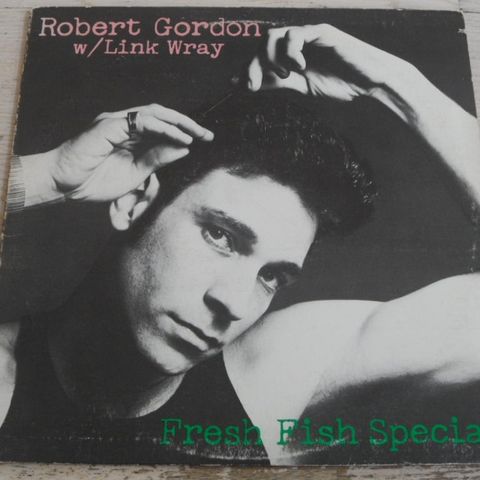 Robert Gordon
w/Link Wray
Fresh Fish Specia